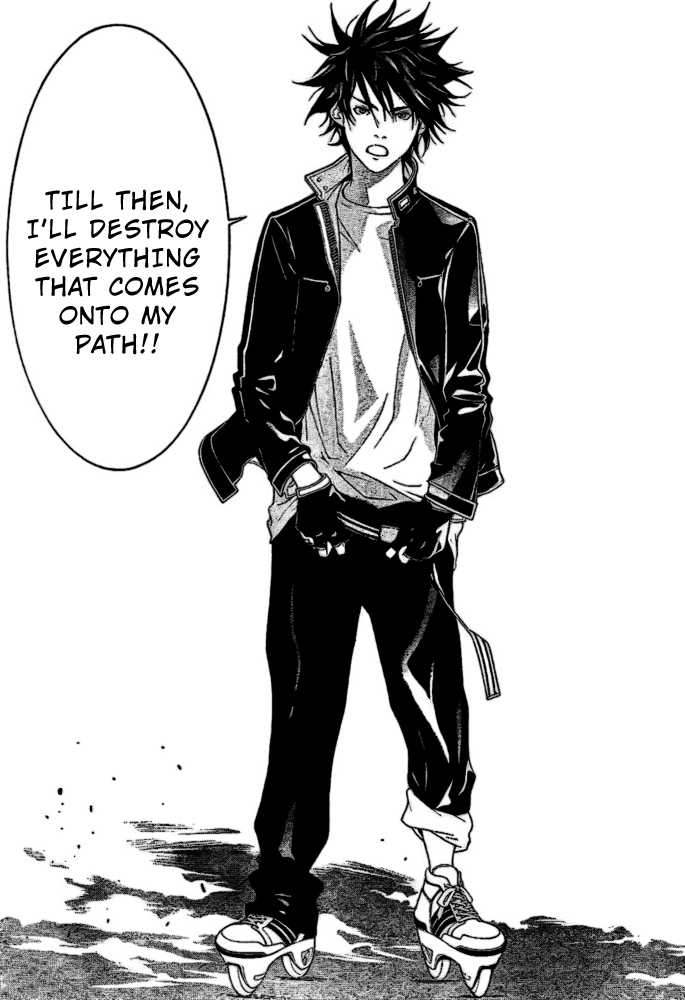 TILL THEN,
I'LL DESTROY
EVERYTHING
THAT COMES
ONTO MY
PATH!!